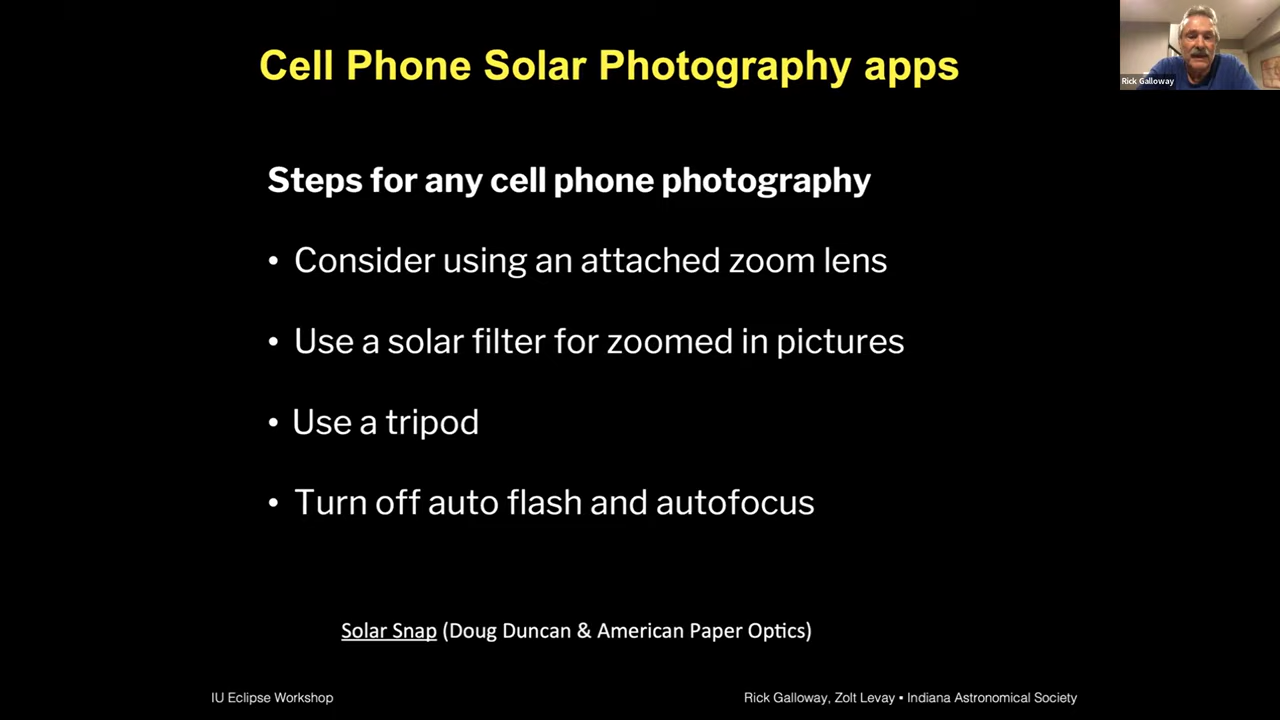 Cell Phone Solar Photography apps
Rick Galloway
Steps for any cell phone photography
• Consider using an attached zoom lens
• Use a solar filter for zoomed in pictures
• Use a tripod
• Turn off auto flash and autofocus
Solar Snap (Doug Duncan & American Paper Optics)
IU Eclipse Workshop
Rick Galloway, Zolt Levay • Indiana Astronomical Society